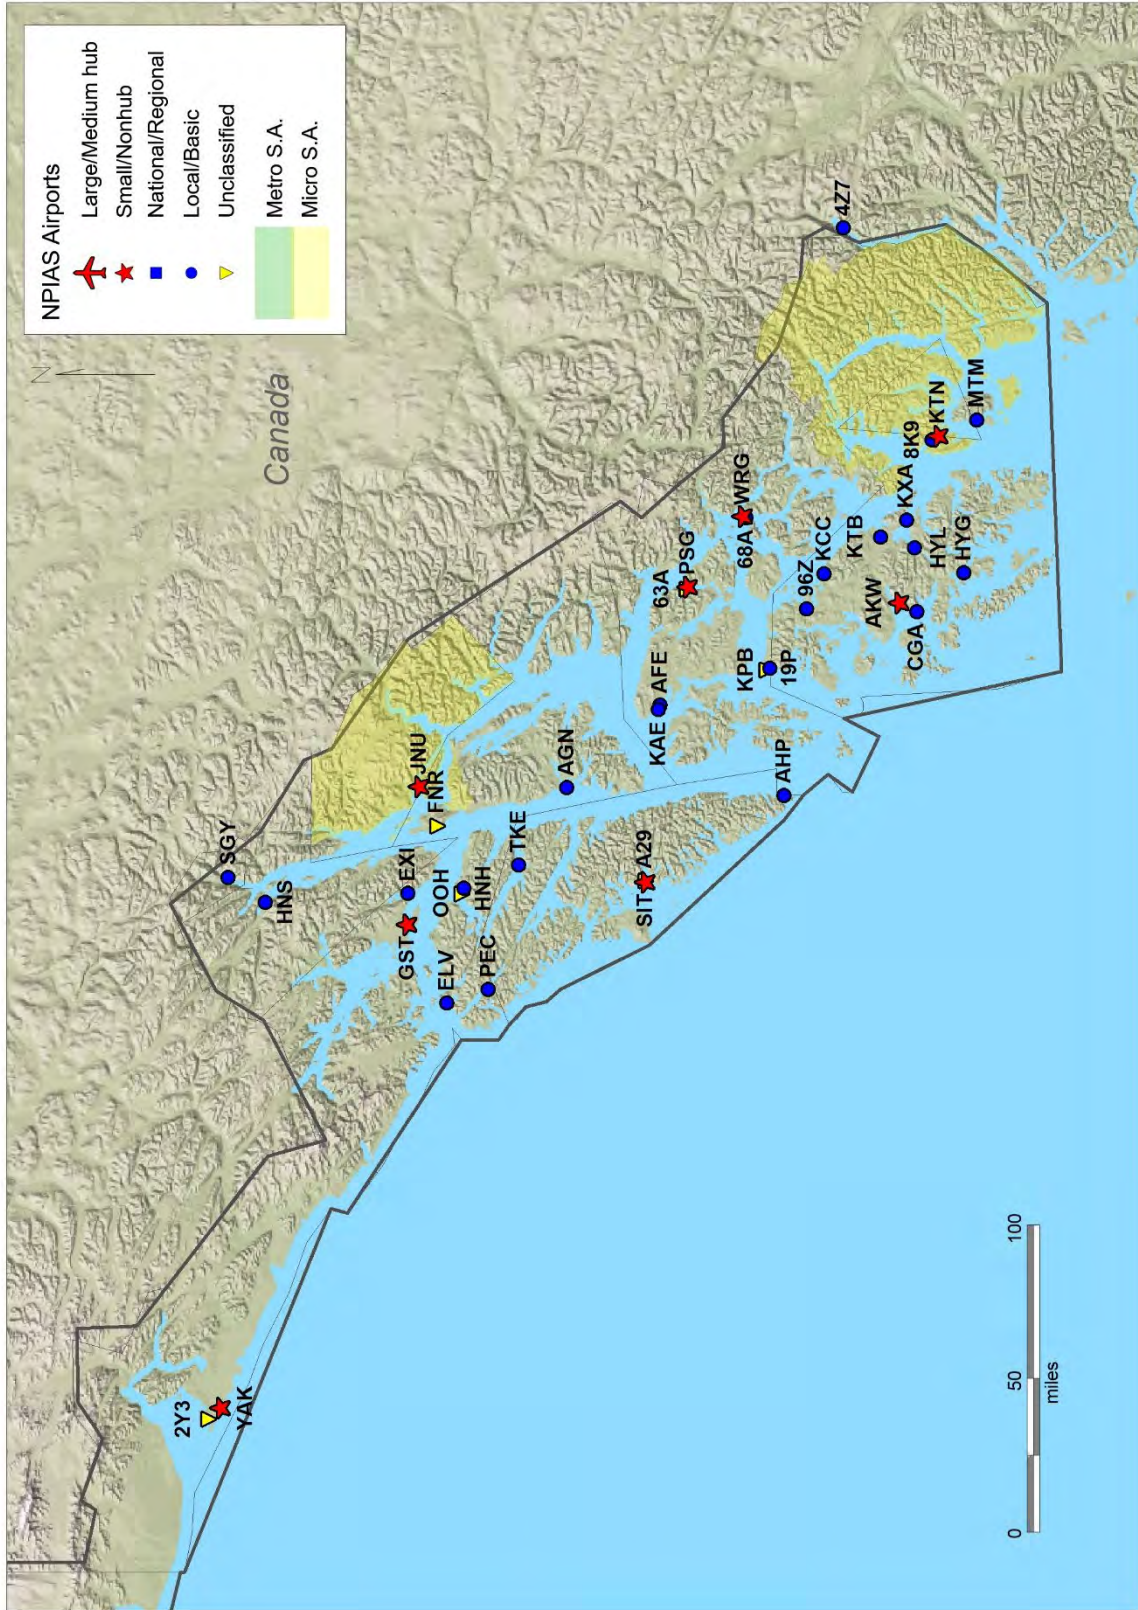 NPIAS Airports
Large/Medium hub
Small/Nonhub
National/Regional
Local/Basic
Unclassified
Metro S.A.
Micro S.A.
N
Canada
2Y3
YAK
SGY
HNS
EXI
GST
JNU
FNR
OOH
HNH
ELV
PEC
TKE
AGN
SIT
A29
KAE
AFE
63A
PSG
68A
WRG
AHP
KPB
19P
96Z
KCC
4Z7
KTB
KXA
8K9
KTN
AKW
CGA
HYL
HYG
MTM
0
50
100
miles